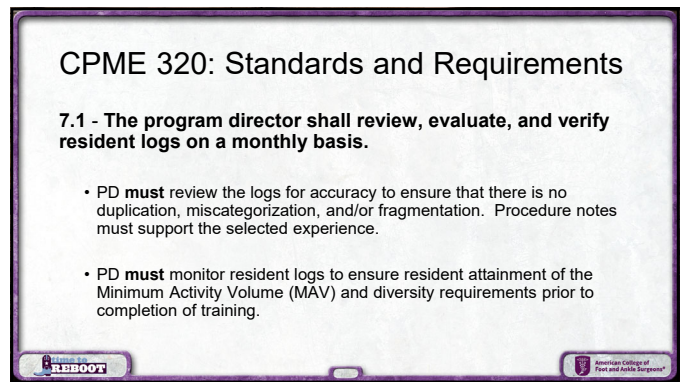 CPME 320: Standards and Requirements
7.1 - The program director shall review, evaluate, and verify
resident logs on a monthly basis.
• PD must review the logs for accuracy to ensure that there is no
duplication, miscategorization, and/or fragmentation. Procedure notes
must support the selected experience.
• PD must monitor resident logs to ensure resident attainment of the
Minimum Activity Volume (MAV) and diversity requirements prior to
completion of training.
time to
REBOOT
American College of
Foot and Ankle Surgeons®